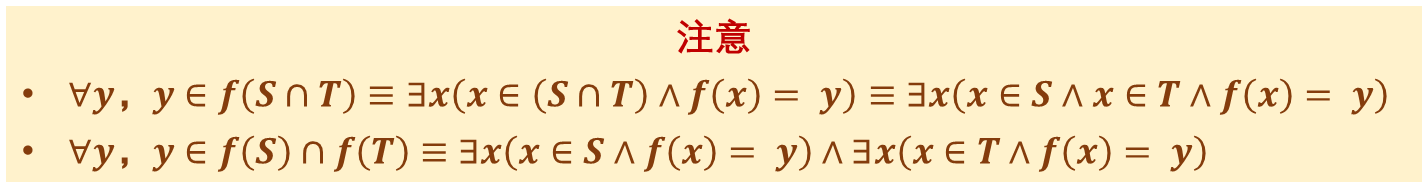 注意
• ∀y，y ∈ f(S ∩ T) ≡ ∃x(x ∈ (S ∩ T) ∧ f(x) = y) ≡ ∃x(x ∈ S ∧ x ∈ T ∧ f(x) = y)
• ∀y，y ∈ f(S) ∩ f(T) ≡ ∃x(x ∈ S ∧ f(x) = y) ∧ ∃x(x ∈ T ∧ f(x) = y)